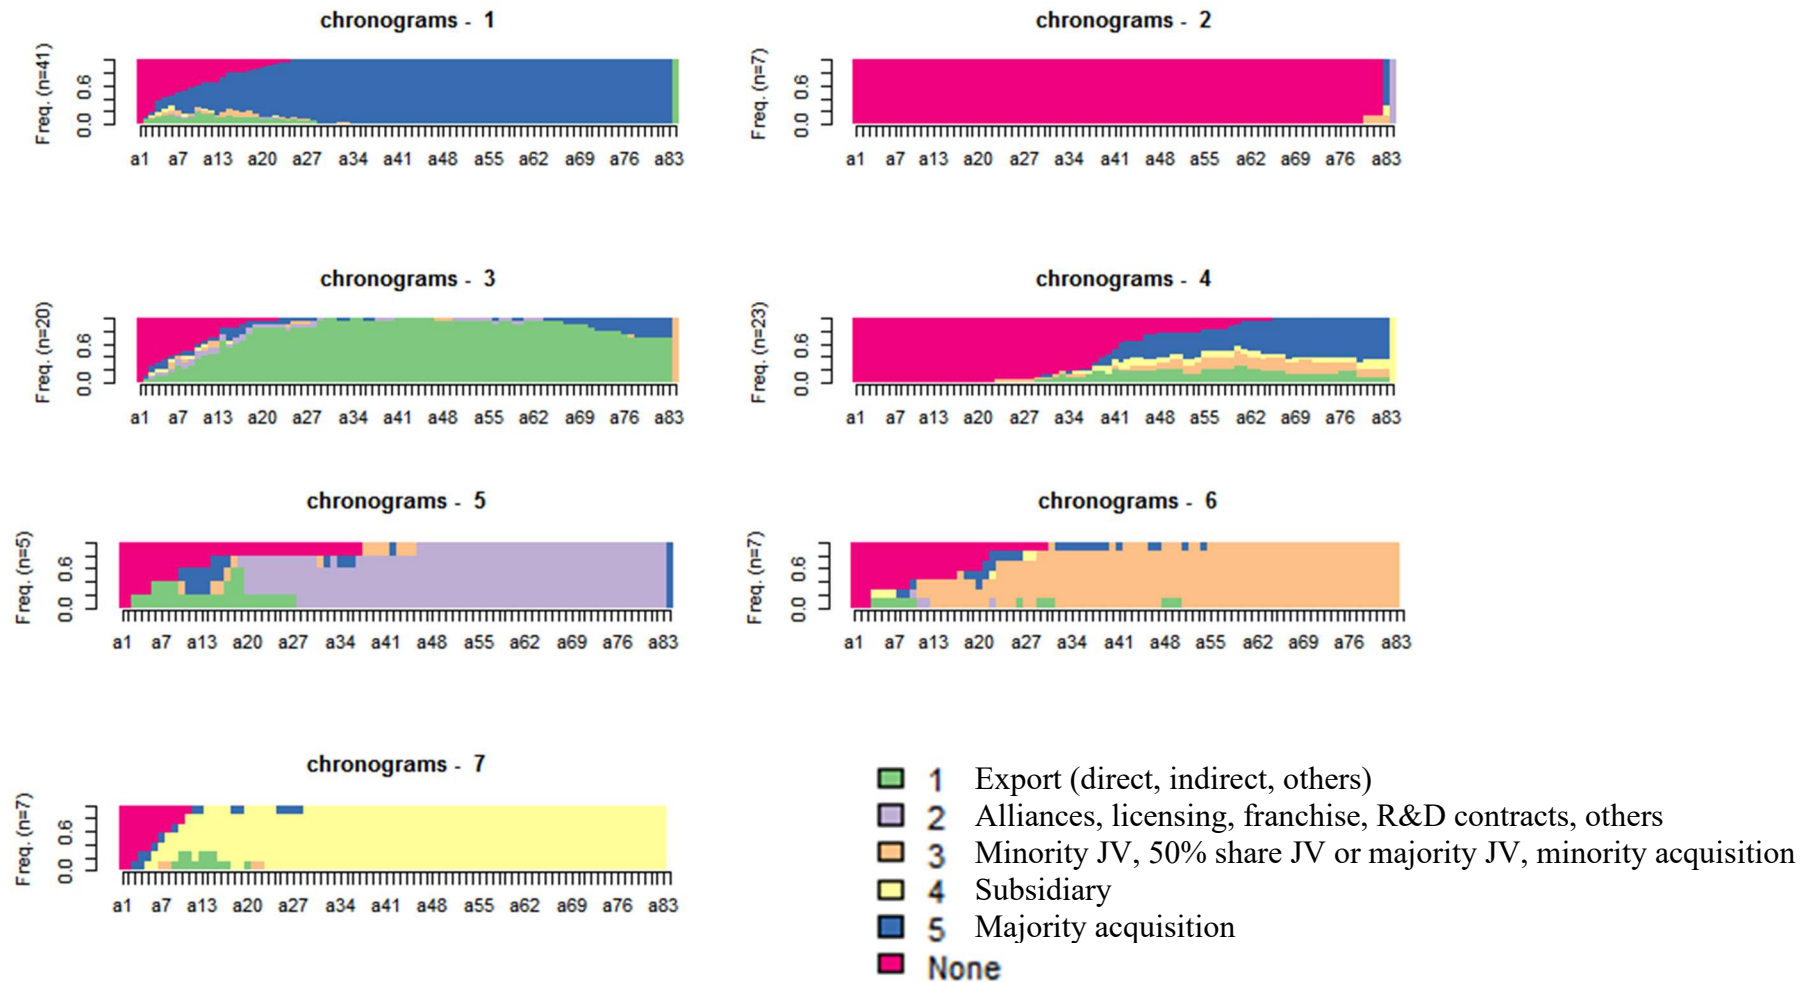 chronograms - 1
Freq. (n=41)
0.0 0.6
a1 a7 a13 a20 a27 a34 a41 a48 a55 a62 a69 a76 a83
chronograms - 2
Freq. (n=7)
0.0 0.6
a1 a7 a13 a20 a27 a34 a41 a48 a55 a62 a69 a76 a83
chronograms - 3
Freq. (n=20)
0.0 0.6
a1 a7 a13 a20 a27 a34 a41 a48 a55 a62 a69 a76 a83
chronograms - 4
Freq. (n=23)
0.0 0.6
a1 a7 a13 a20 a27 a34 a41 a48 a55 a62 a69 a76 a83
chronograms - 5
Freq. (n=5)
0.0 0.6
a1 a7 a13 a20 a27 a34 a41 a48 a55 a62 a69 a76 a83
chronograms - 6
Freq. (n=7)
0.0 0.6
a1 a7 a13 a20 a27 a34 a41 a48 a55 a62 a69 a76 a83
chronograms - 7
Freq. (n=7)
0.0 0.6
a1 a7 a13 a20 a27 a34 a41 a48 a55 a62 a69 a76 a83
1 Export (direct, indirect, others)
2 Alliances, licensing, franchise, R&D contracts, others
3 Minority JV, 50% share JV or majority JV, minority acquisition
4 Subsidiary
5 Majority acquisition
None